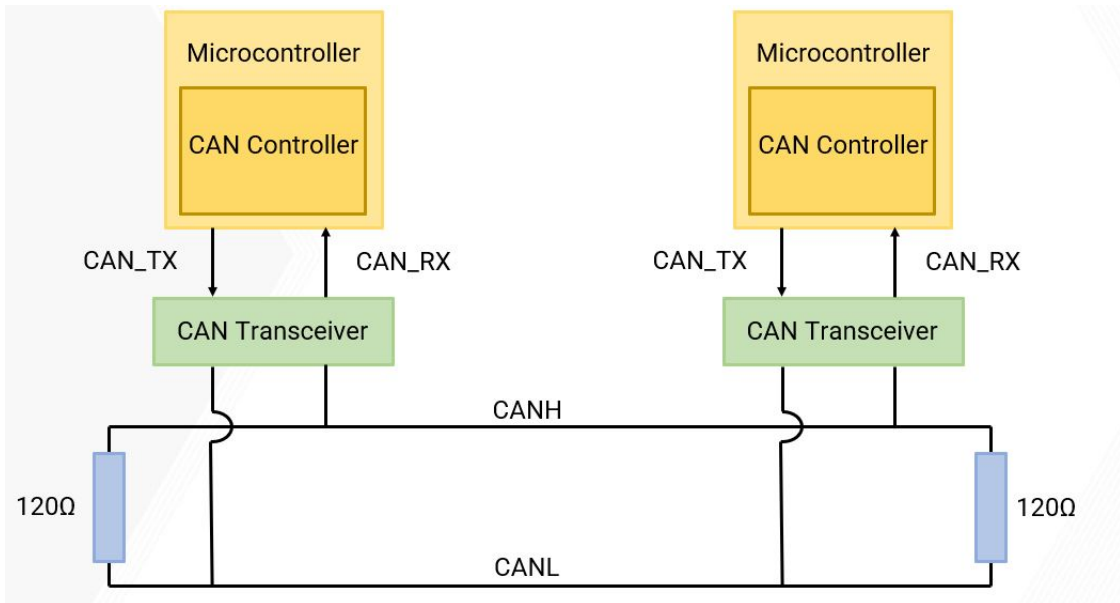 Microcontroller
CAN Controller
CAN_TX
CAN_RX
CAN Transceiver
Microcontroller
CAN Controller
CAN_TX
CAN_RX
CAN Transceiver
CANH
120Ω
120Ω
CANL